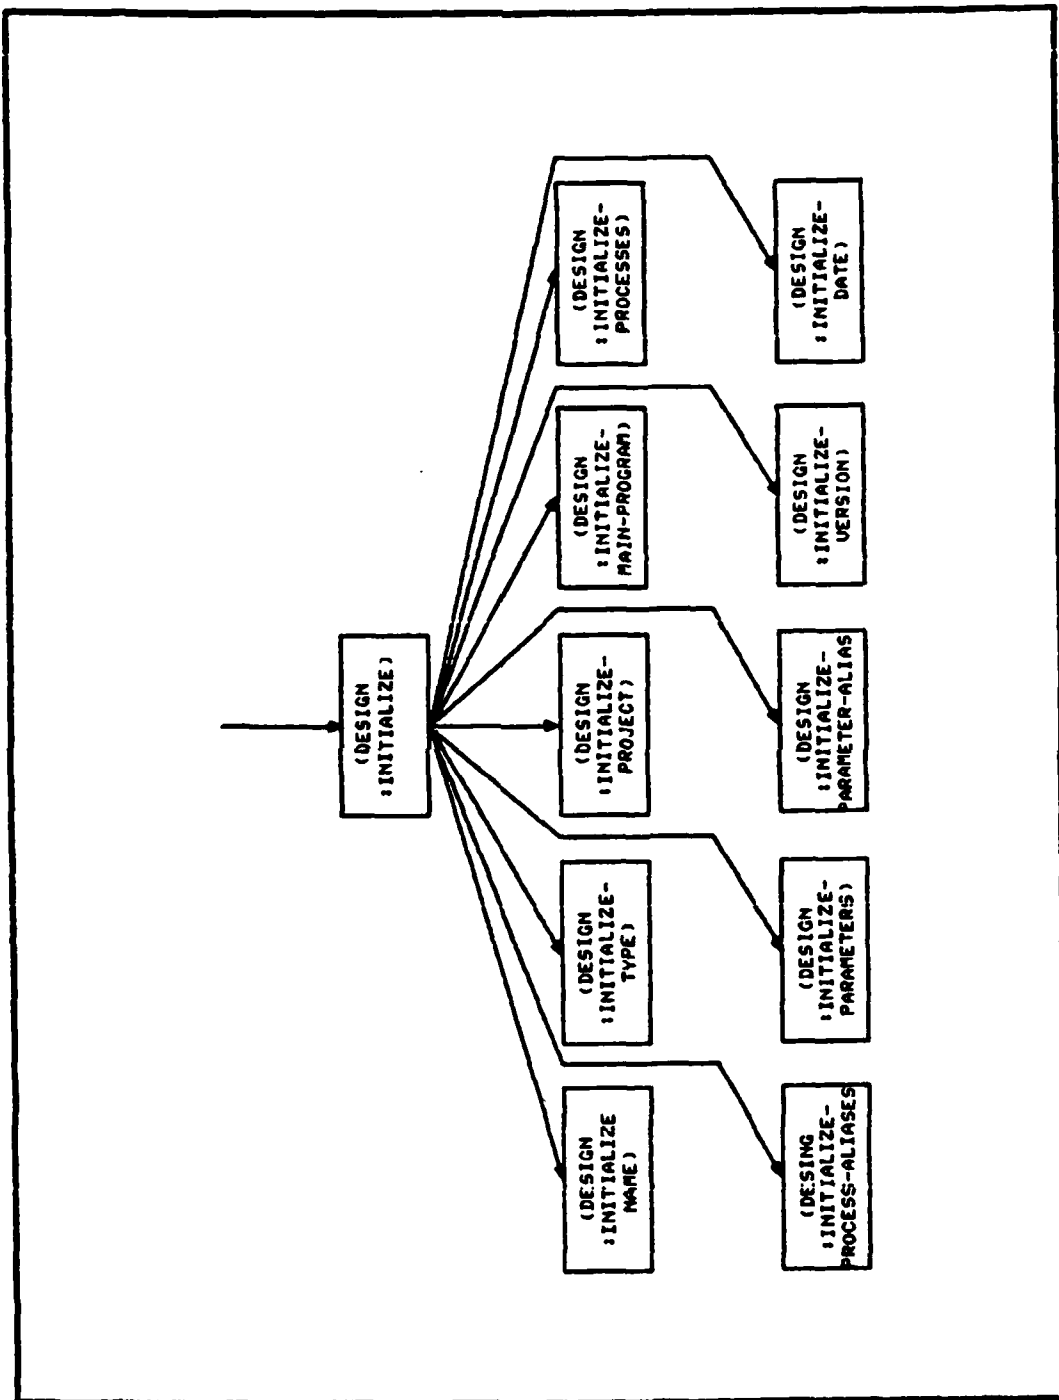 (DESIGN
:INITIALIZE)
(DESIGN
:INITIALIZE
NAME)
(DESIGN
:INITIALIZE-
TYPE)
(DESIGN
:INITIALIZE-
PROJECT)
(DESIGN
:INITIALIZE-
MAIN-PROGRAM)
(DESIGN
:INITIALIZE-
PROCESSES)
(DESING
:INITIALIZE-
PROCESS-ALIASES
(DESIGN
:INITIALIZE-
PARAMETERS)
(DESIGN
:INITIALIZE-
PARAMETER-ALIAS
(DESIGN
:INITIALIZE-
VERSION)
(DESIGN
:INITIALIZE-
DATE)